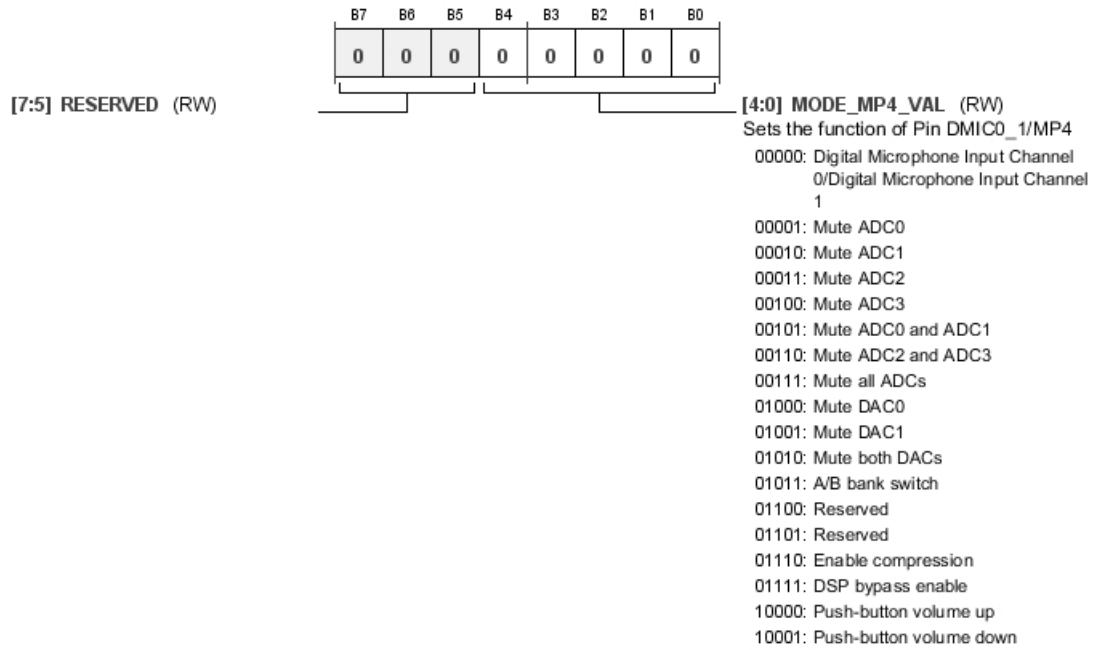 B7 B6 B5 B4 B3 B2 B1 B0
0 0 0 0 0 0 0 0
[7:5] RESERVED (RW)
[4:0] MODE_MP4_VAL (RW)
Sets the function of Pin DMIC0_1/MP4
00000: Digital Microphone Input Channel
0/Digital Microphone Input Channel
1
00001: Mute ADC0
00010: Mute ADC1
00011: Mute ADC2
00100: Mute ADC3
00101: Mute ADC0 and ADC1
00110: Mute ADC2 and ADC3
00111: Mute all ADCs
01000: Mute DAC0
01001: Mute DAC1
01010: Mute both DACs
01011: A/B bank switch
01100: Reserved
01101: Reserved
01110: Enable compression
01111: DSP bypass enable
10000: Push-button volume up
10001: Push-button volume down